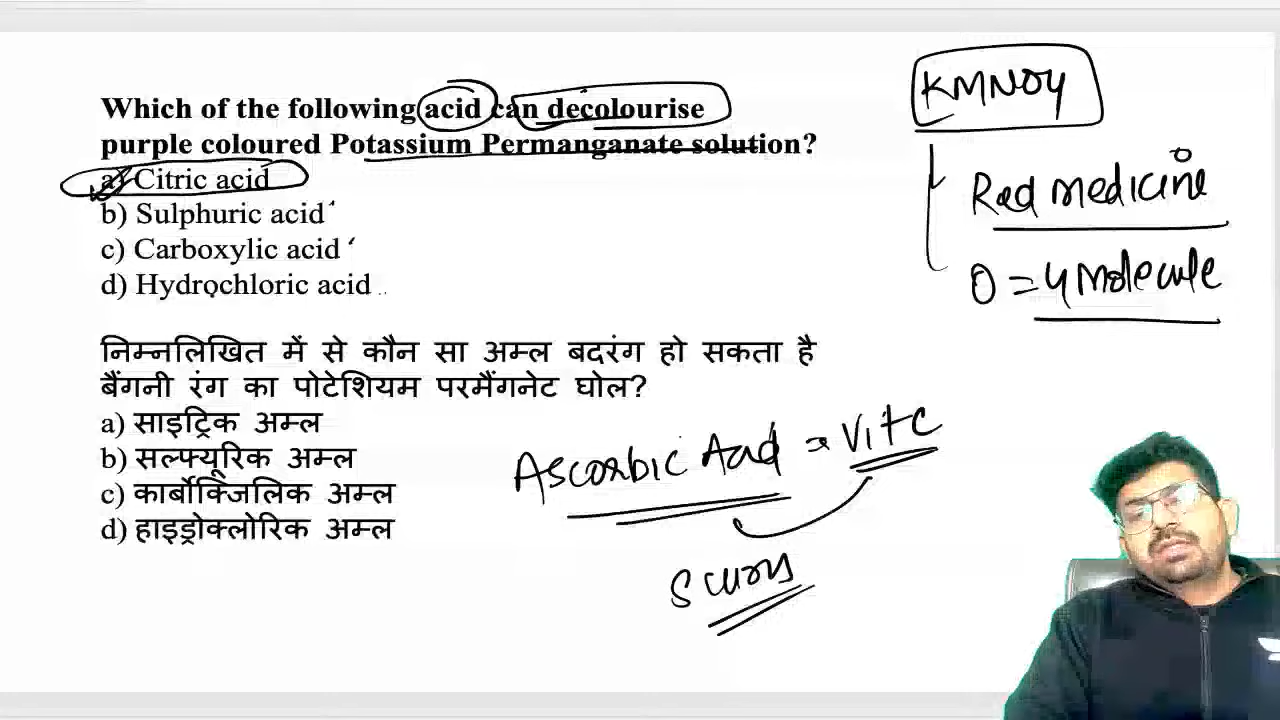 Which of the following acid can decolourise
purple coloured Potassium Permanganate solution?
a) Citric acid
b) Sulphuric acid
c) Carboxylic acid
d) Hydrochloric acid
निम्नलिखित में से कौन सा अम्ल बदरंग हो सकता है
बैंगनी रंग का पोटेशियम परमैंगनेट घोल?
a) साइट्रिक अम्ल
b) सल्फ्यूरिक अम्ल
c) कार्बोक्जिलिक अम्ल
d) हाइड्रोक्लोरिक अम्ल
KMNO4
Red medicine
O = 4 Molecule
Ascorbic Acid = Vit C